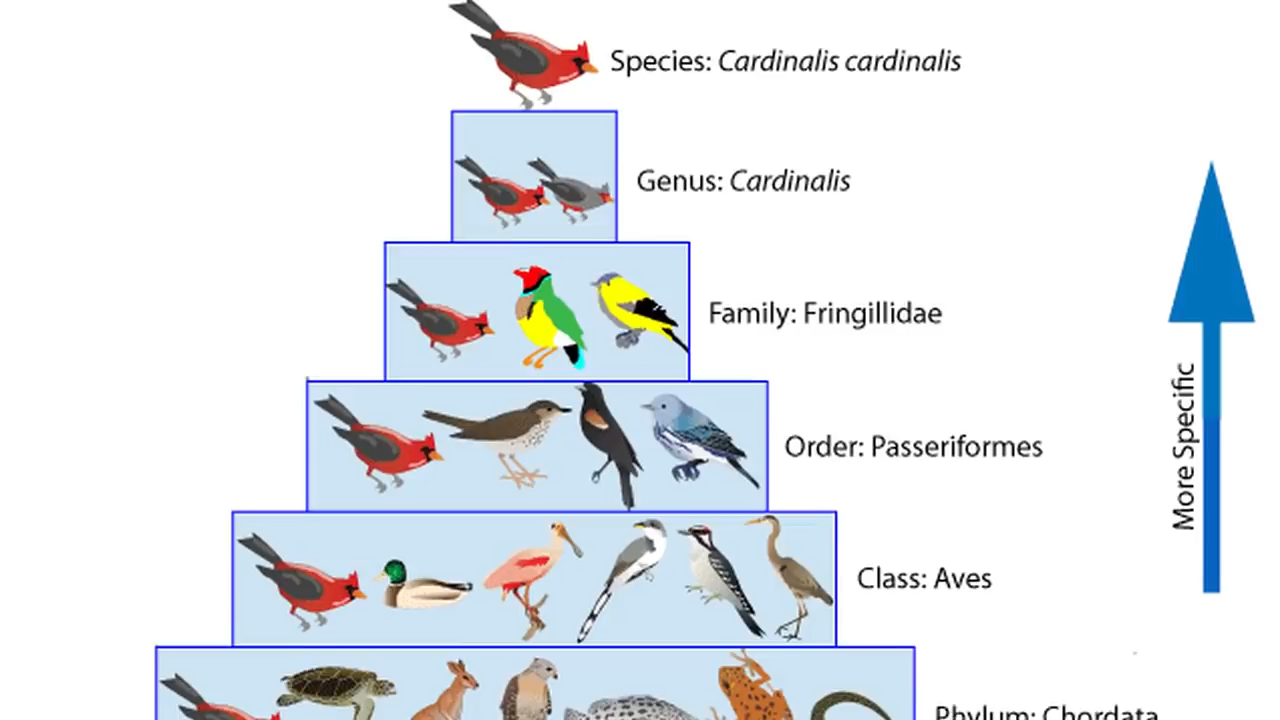 Species: Cardinalis cardinalis
Genus: Cardinalis
Family: Fringillidae
Order: Passeriformes
More Specific
Class: Aves
Phylum: Chordata